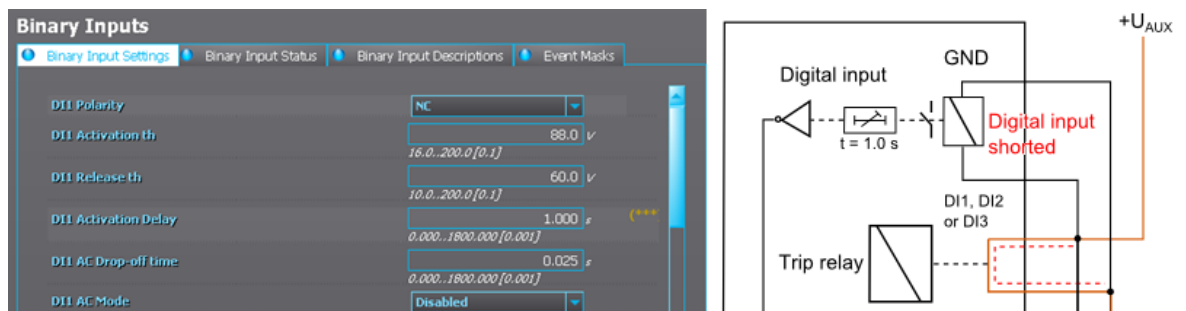 Binary Inputs
Binary Input Settings Binary Input Status Binary Input Descriptions Event Masks
DI1 Polarity NC
DI1 Activation th 88.0 V
16.0..200.0 [0.1]
DI1 Release th 60.0 V
10.0..200.0 [0.1]
DI1 Activation Delay 1.000 s (***)
0.000..1800.000 [0.001]
DI1 AC Drop-off time 0.025 s
0.000..1800.000 [0.001]
DI1 AC Mode Disabled
+UAUX
GND
Digital input
t = 1.0 s
Digital input
shorted
DI1, DI2
or DI3
Trip relay